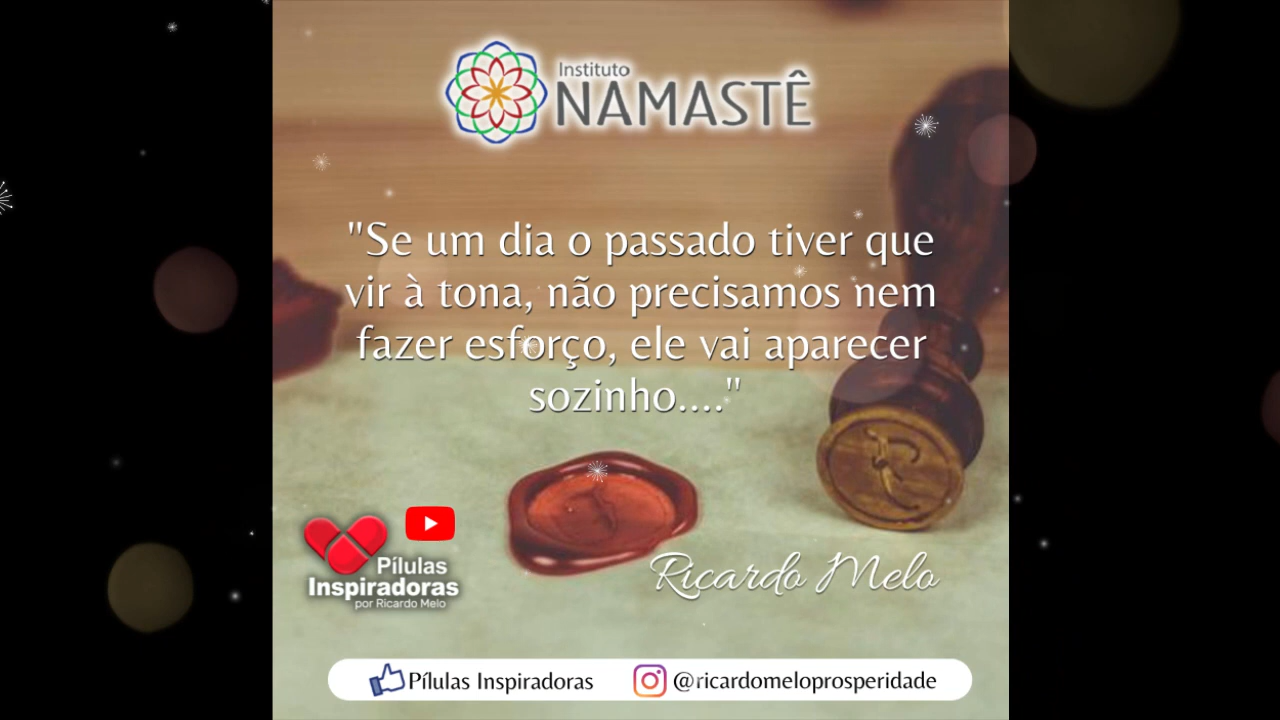 Instituto
NAMASTÊ
"Se um dia o passado tiver que
vir à tona, não precisamos nem
fazer esforço, ele vai aparecer
sozinho...."
Pílulas
Inspiradoras
por Ricardo Melo
Ricardo Melo
Pílulas Inspiradoras
@ricardomeloprosperidade